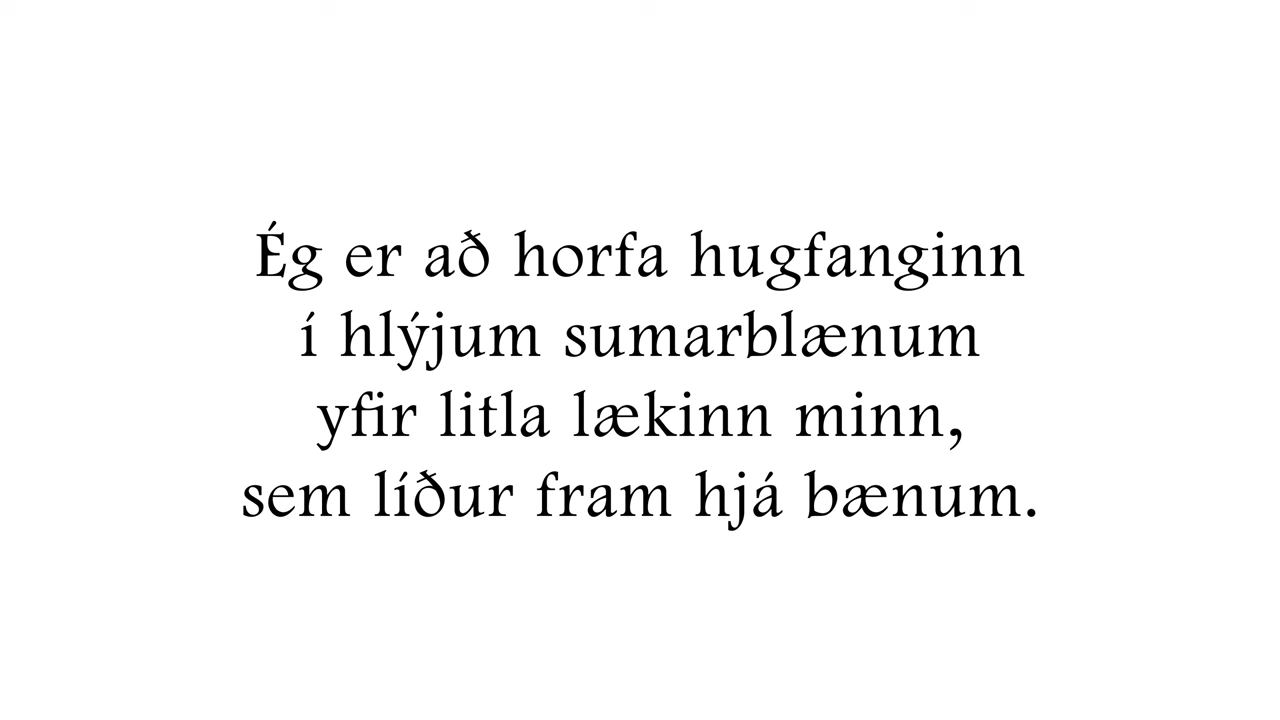 Ég er að horfa hugfanginn
í hlýjum sumarblænum
yfir litla lækinn minn,
sem líður fram hjá bænum.